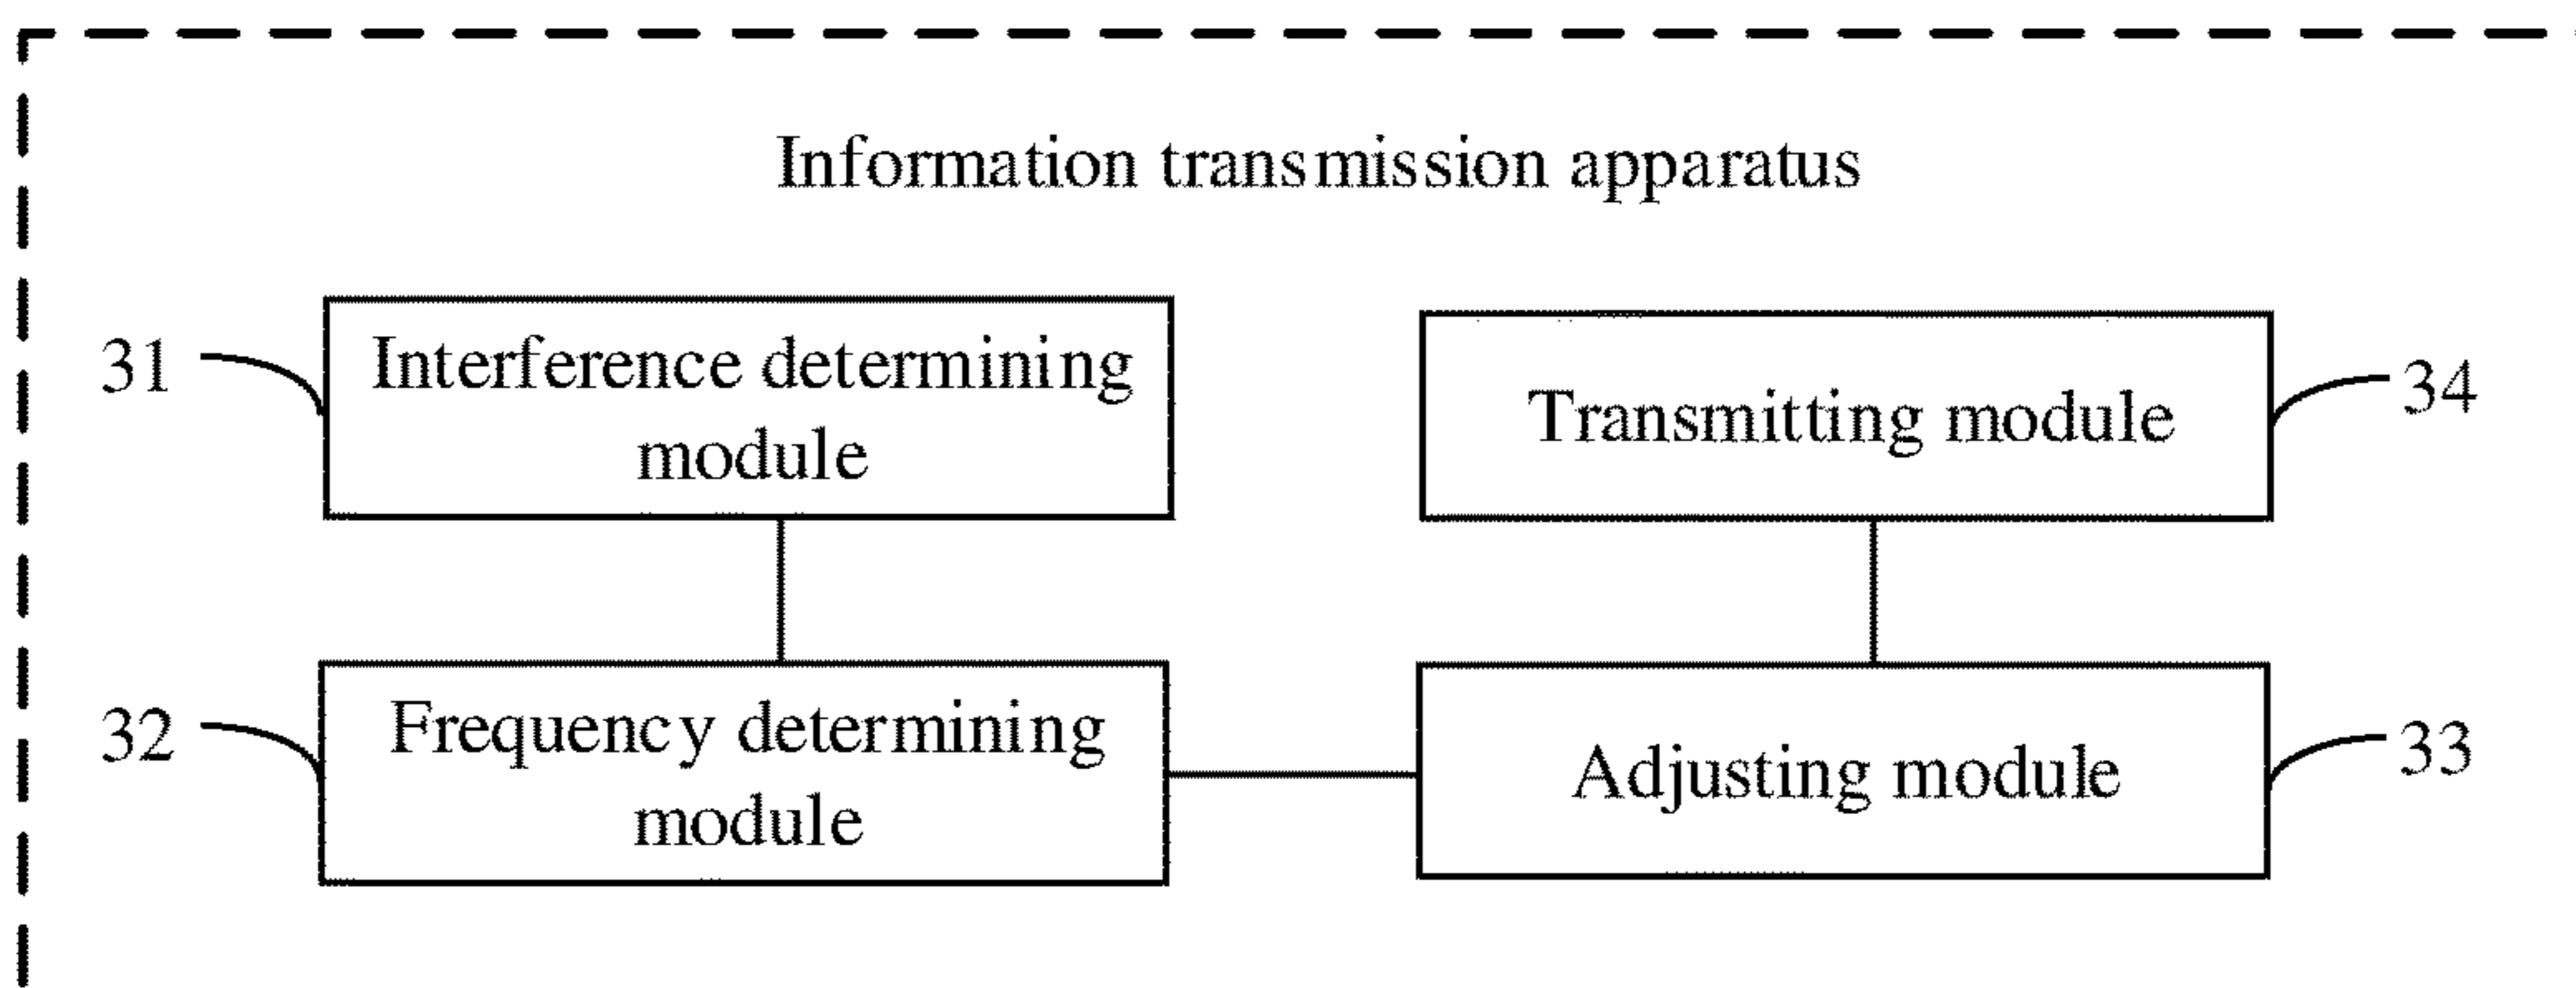 Information transmission apparatus
31
Interference determining
module
Transmitting module
34
32
Frequency determining
module
Adjusting module
33